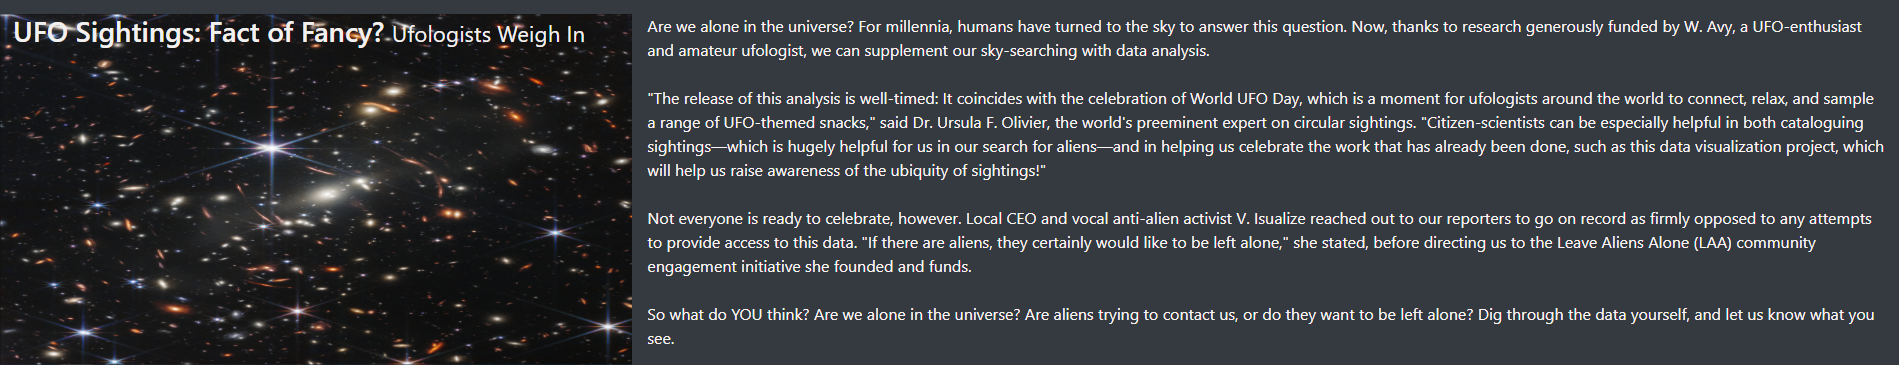 UFO Sightings: Fact of Fancy? Ufologists Weigh In
Are we alone in the universe? For millennia, humans have turned to the sky to answer this question. Now, thanks to research generously funded by W. Avy, a UFO-enthusiast
and amateur ufologist, we can supplement our sky-searching with data analysis.
"The release of this analysis is well-timed: It coincides with the celebration of World UFO Day, which is a moment for ufologists around the world to connect, relax, and sample
a range of UFO-themed snacks," said Dr. Ursula F. Olivier, the world's preeminent expert on circular sightings. "Citizen-scientists can be especially helpful in both cataloguing
sightings—which is hugely helpful for us in our search for aliens—and in helping us celebrate the work that has already been done, such as this data visualization project, which
will help us raise awareness of the ubiquity of sightings!"
Not everyone is ready to celebrate, however. Local CEO and vocal anti-alien activist V. Isualize reached out to our reporters to go on record as firmly opposed to any attempts
to provide access to this data. "If there are aliens, they certainly would like to be left alone," she stated, before directing us to the Leave Aliens Alone (LAA) community
engagement initiative she founded and funds.
So what do YOU think? Are we alone in the universe? Are aliens trying to contact us, or do they want to be left alone? Dig through the data yourself, and let us know what you
see.